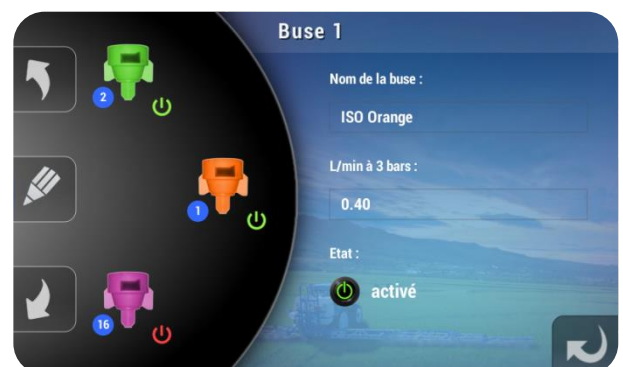 Buse 1
2
Nom de la buse :
ISO Orange
L/min à 3 bars :
1
0.40
Etat :
activé
16